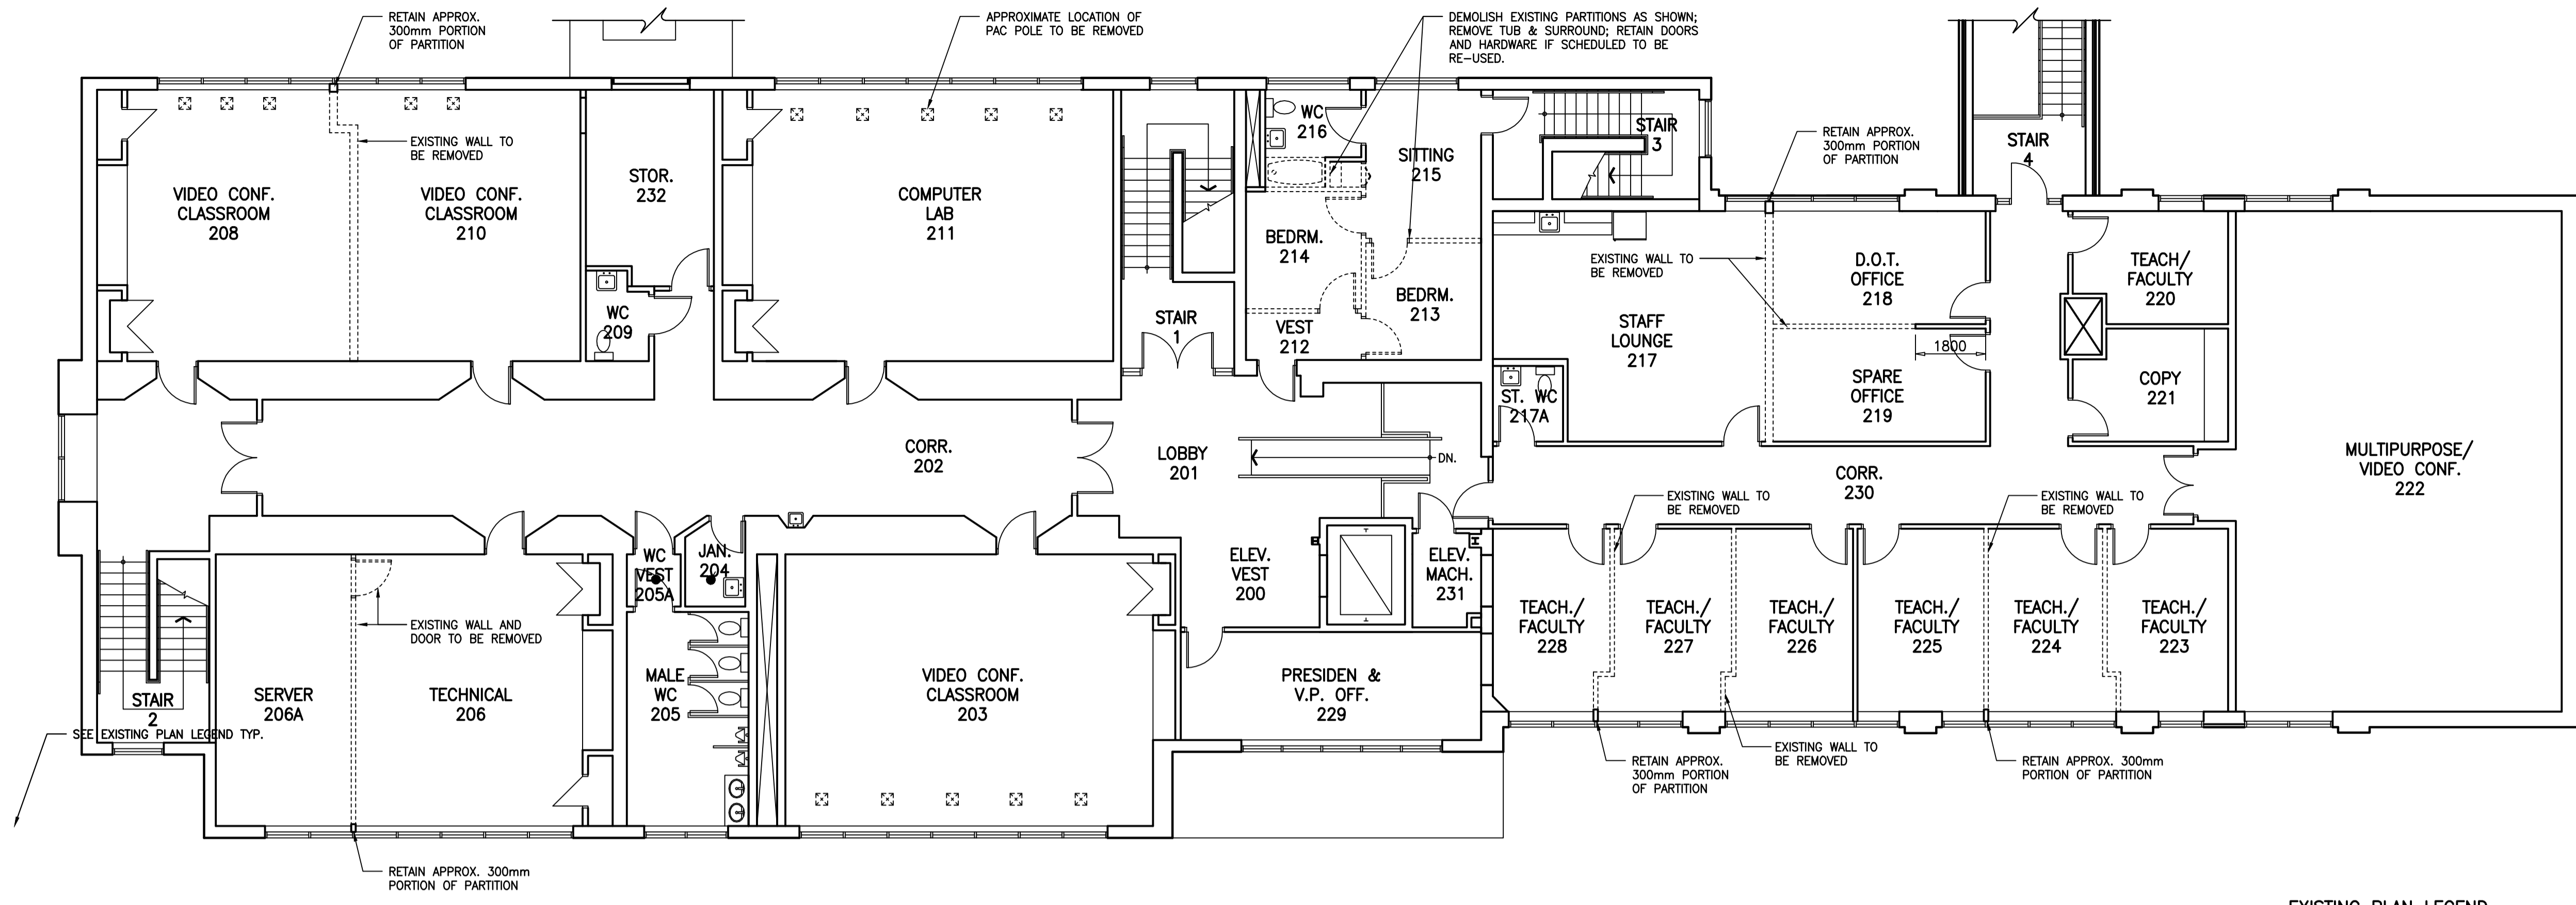 RETAIN APPROX.
300mm PORTION
OF PARTITION
APPROXIMATE LOCATION OF
PAC POLE TO BE REMOVED
DEMOLISH EXISTING PARTITIONS AS SHOWN;
REMOVE TUB & SURROUND; RETAIN DOORS
AND HARDWARE IF SCHEDULED TO BE
RE-USED.
EXISTING WALL TO
BE REMOVED
VIDEO CONF.
CLASSROOM
208
VIDEO CONF.
CLASSROOM
210
STOR.
232
WC
209
COMPUTER
LAB
211
STAIR
1
WC
216
SITTING
215
BEDRM.
214
BEDRM.
213
VEST
212
STAIR
3
RETAIN APPROX.
300mm PORTION
OF PARTITION
STAIR
4
EXISTING WALL TO
BE REMOVED
D.O.T.
OFFICE
218
STAFF
LOUNGE
217
1800
SPARE
OFFICE
219
ST. WC
217A
TEACH/
FACULTY
220
COPY
221
MULTIPURPOSE/
VIDEO CONF.
222
CORR.
202
LOBBY
201
DN.
CORR.
230
EXISTING WALL TO
BE REMOVED
EXISTING WALL TO
BE REMOVED
WC
VEST
205A
JAN.
204
ELEV.
VEST
200
ELEV.
MACH.
231
TEACH./
FACULTY
228
TEACH./
FACULTY
227
TEACH./
FACULTY
226
TEACH./
FACULTY
225
TEACH./
FACULTY
224
TEACH./
FACULTY
223
EXISTING WALL AND
DOOR TO BE REMOVED
STAIR
2
SERVER
206A
TECHNICAL
206
MALE
WC
205
VIDEO CONF.
CLASSROOM
203
PRESIDEN &
V.P. OFF.
229
SEE EXISTING PLAN LEGEND TYP.
RETAIN APPROX.
300mm PORTION
OF PARTITION
EXISTING WALL TO
BE REMOVED
RETAIN APPROX. 300mm
PORTION OF PARTITION
RETAIN APPROX. 300mm
PORTION OF PARTITION
EXISTING PLAN LEGEND